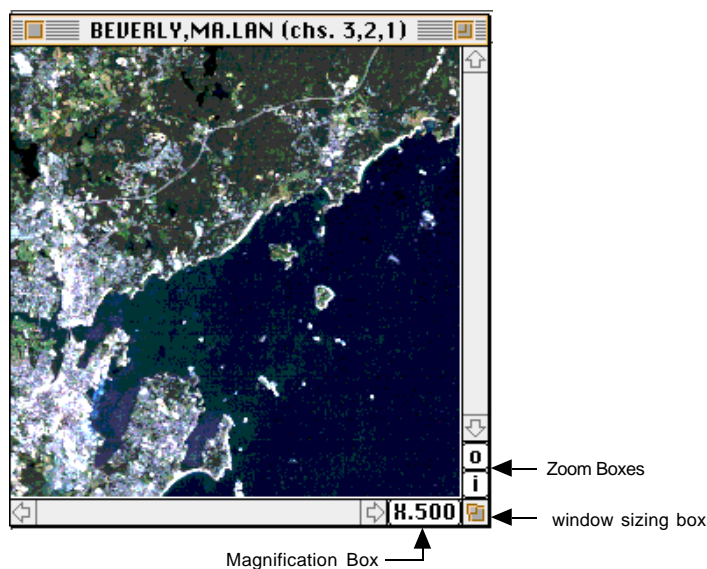 BEVERLY,MA.LAN (chs. 3,2,1)
o
Zoom Boxes
i
X.500
window sizing box
Magnification Box